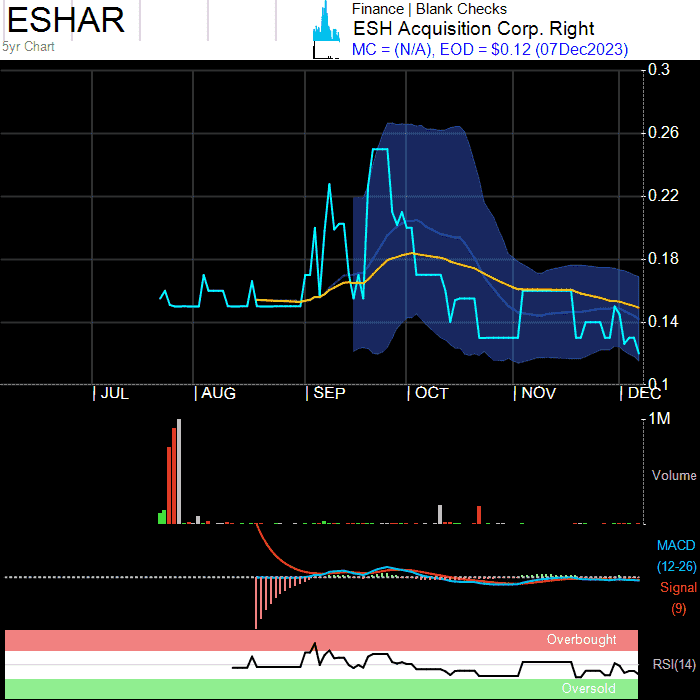 ESHAR
5yr Chart
Finance | Blank Checks
ESH Acquisition Corp. Right
MC = (N/A), EOD = $0.12 (07Dec2023)
0.3
0.26
0.22
0.18
0.14
0.1
JUL AUG SEP OCT NOV DEC
1M
Volume
MACD
(12-26)
Signal
(9)
Overbought
RSI(14)
Oversold